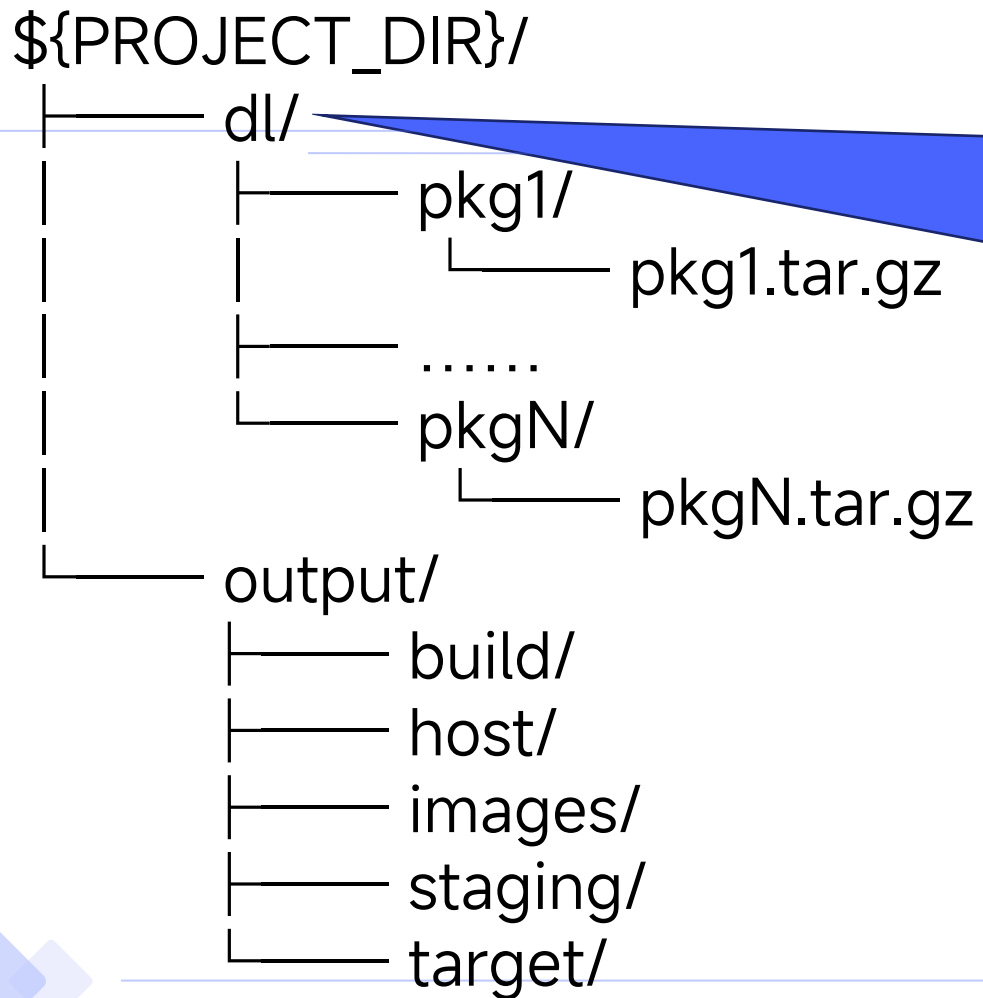 ${PROJECT_DIR}/
├── dl/
│   ├── pkg1/
│   │   └── pkg1.tar.gz
│   ├── ......
│   └── pkgN/
│       └── pkgN.tar.gz
└── output/
    ├── build/
    ├── host/
    ├── images/
    ├── staging/
    └── target/